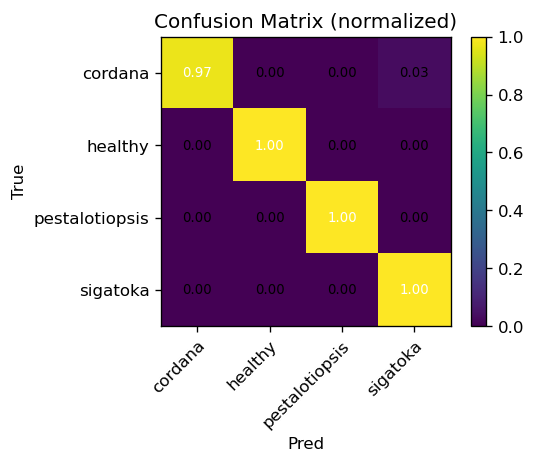 Confusion Matrix (normalized)
True
cordana 0.97 0.00 0.00 0.03
healthy 0.00 1.00 0.00 0.00
pestalotiopsis 0.00 0.00 1.00 0.00
sigatoka 0.00 0.00 0.00 1.00
cordana healthy pestalotiopsis sigatoka
Pred
1.0
0.8
0.6
0.4
0.2
0.0